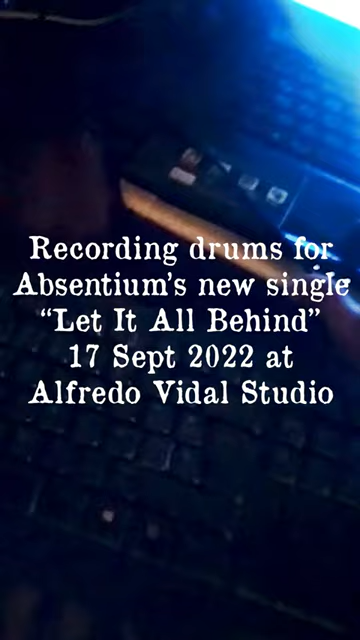 Recording drums for
Absentium's new single
“Let It All Behind”
17 Sept 2022 at
Alfredo Vidal Studio